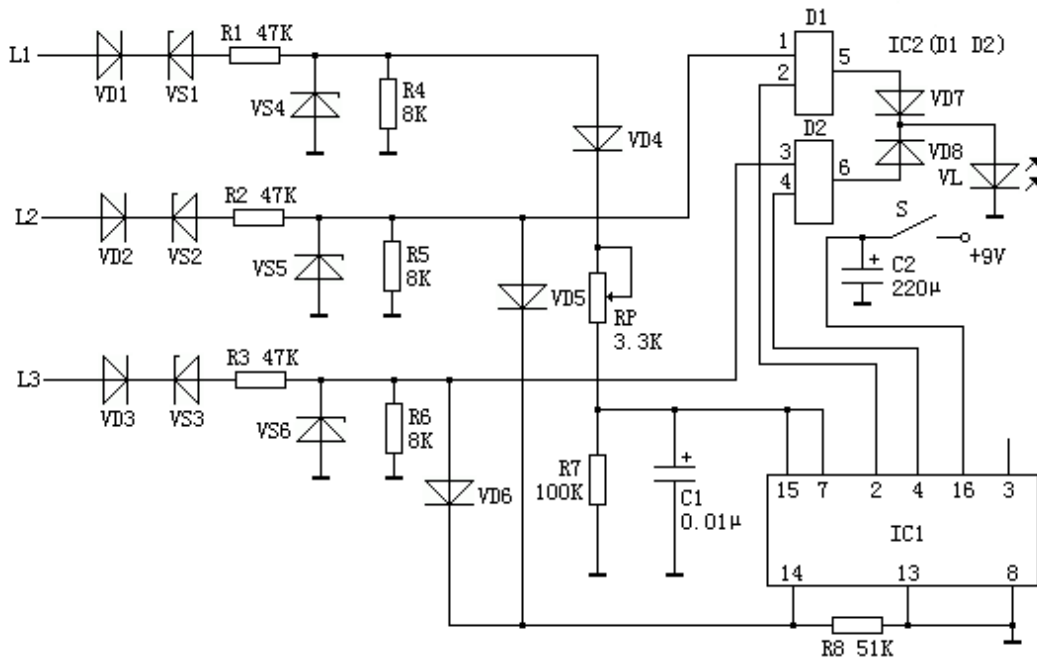 D1
R1 47K
1
5
IC2(D1 D2)
L1
2
VD1
VS1
VS4
R4
8K
VD7
D2
VD4
3
VD8
6
R2 47K
4
VL
L2
S
VD2
VS2
+9V
VS5
R5
8K
+
C2
220μ
VD5
RP
3.3K
R3 47K
L3
VD3
VS3
VS6
R6
8K
+
R7
100K
VD6
C1
0.01μ
15
7
2
4
16
3
IC1
14
13
8
R8 51K